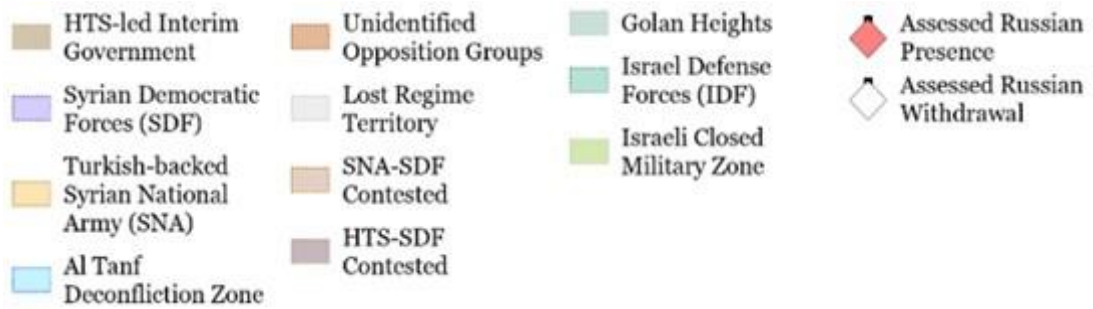 HTS-led Interim
Government
Syrian Democratic
Forces (SDF)
Turkish-backed
Syrian National
Army (SNA)
Al Tanf
Deconfliction Zone
Unidentified
Opposition Groups
Lost Regime
Territory
SNA-SDF
Contested
HTS-SDF
Contested
Golan Heights
Israel Defense
Forces (IDF)
Israeli Closed
Military Zone
Assessed Russian
Presence
Assessed Russian
Withdrawal